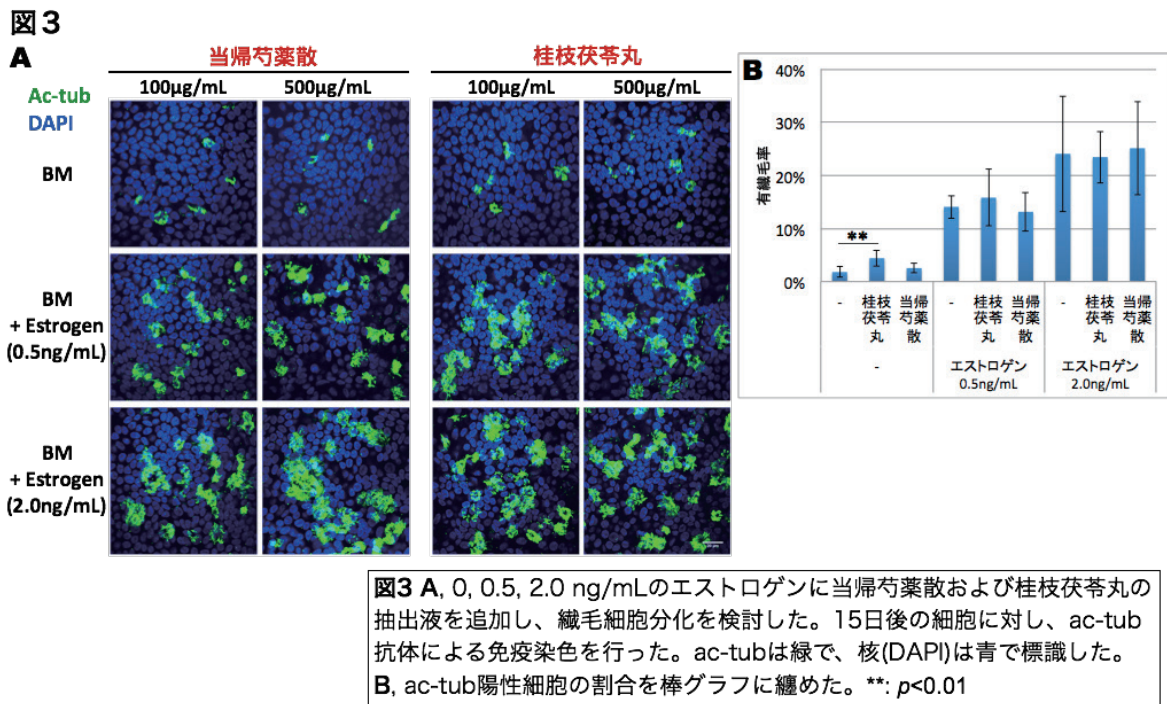 図3
A
当帰芍薬散
桂枝茯苓丸
100μg/mL
500μg/mL
100μg/mL
500μg/mL
Ac-tub
DAPI
BM
BM
+ Estrogen
(0.5ng/mL)
BM
+ Estrogen
(2.0ng/mL)
B
40%
30%
20%
10%
0%
有繊毛率
**
-
桂枝茯苓丸
当帰芍薬散
-
桂枝茯苓丸
当帰芍薬散
-
桂枝茯苓丸
当帰芍薬散
-
エストロゲン
0.5ng/mL
エストロゲン
2.0ng/mL
図3 A, 0, 0.5, 2.0 ng/mLのエストロゲンに当帰芍薬散および桂枝茯苓丸の
抽出液を追加し、繊毛細胞分化を検討した。15日後の細胞に対し、ac-tub
抗体による免疫染色を行った。ac-tubは緑で、核(DAPI)は青で標識した。
B, ac-tub陽性細胞の割合を棒グラフに纏めた。**: p<0.01